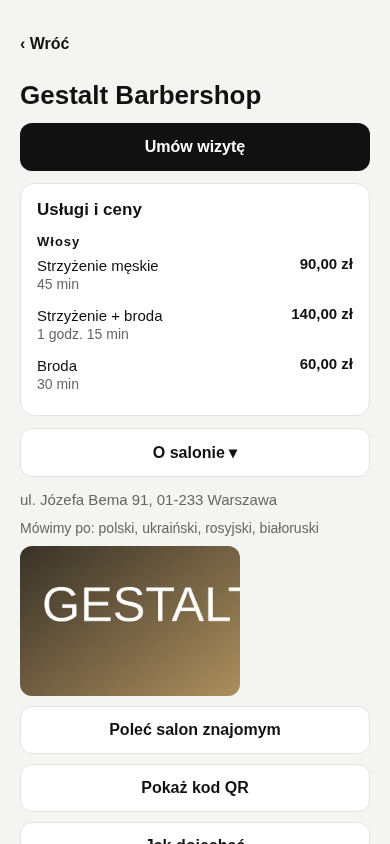 ‹ Wróć
Gestalt Barbershop
Umów wizytę
Usługi i ceny
Włosy
Strzyżenie męskie 90,00 zł
45 min
Strzyżenie + broda 140,00 zł
1 godz. 15 min
Broda 60,00 zł
30 min
O salonie ▾
ul. Józefa Bema 91, 01-233 Warszawa
Mówimy po: polski, ukraiński, rosyjski, białoruski
GESTALT
Poleć salon znajomym
Pokaż kod QR
Jak dojechać